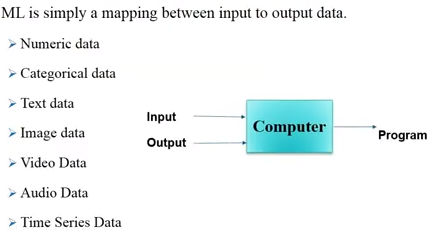 ML is simply a mapping between input to output data.
Numeric data
Categorical data
Text data
Image data
Video Data
Audio Data
Time Series Data
Input
Output
Computer
Program